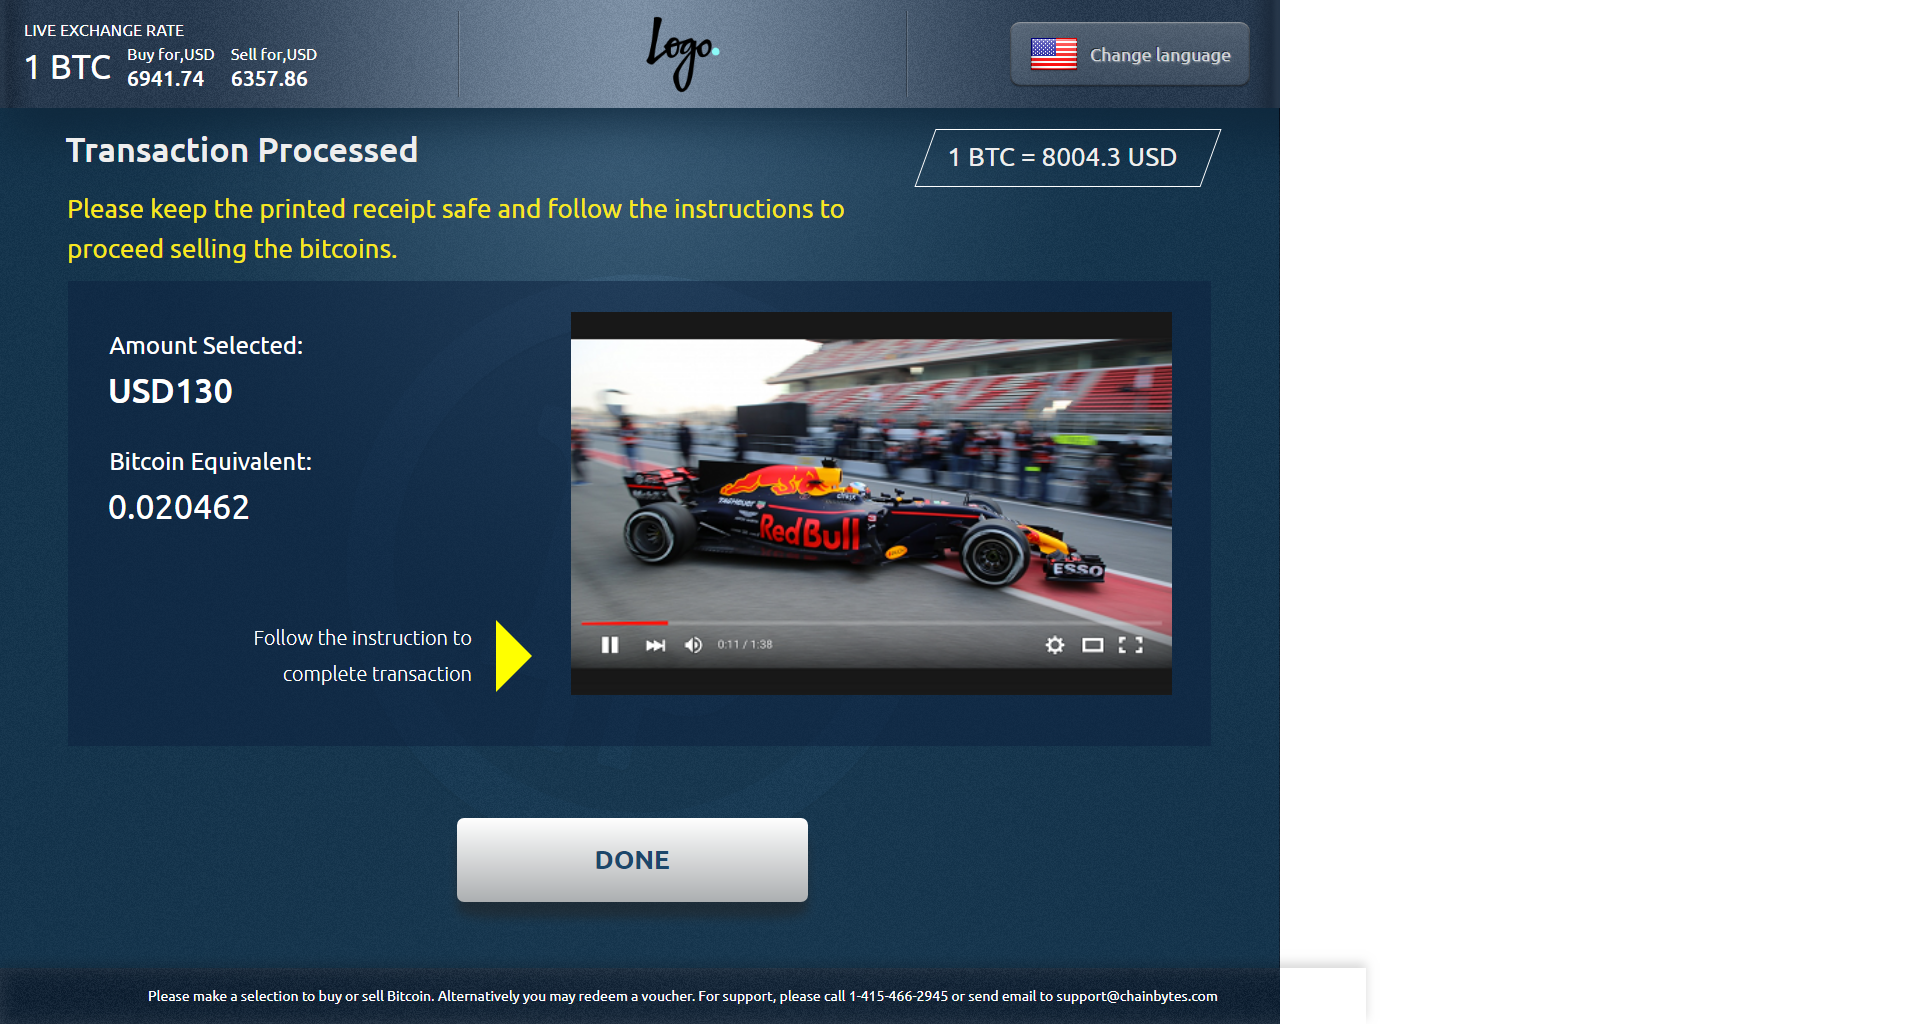 LIVE EXCHANGE RATE
1 BTC
Buy for,USD
6941.74
Sell for,USD
6357.86
Logo.
Change language
Transaction Processed
1 BTC = 8004.3 USD
Please keep the printed receipt safe and follow the instructions to
proceed selling the bitcoins.
Amount Selected:
USD130
Bitcoin Equivalent:
0.020462
Follow the instruction to
complete transaction
TAGHeuer
citrix
Red Bull
ESSO
0:11 / 1:38
DONE
Please make a selection to buy or sell Bitcoin. Alternatively you may redeem a voucher. For support, please call 1-415-466-2945 or send email to support@chainbytes.com